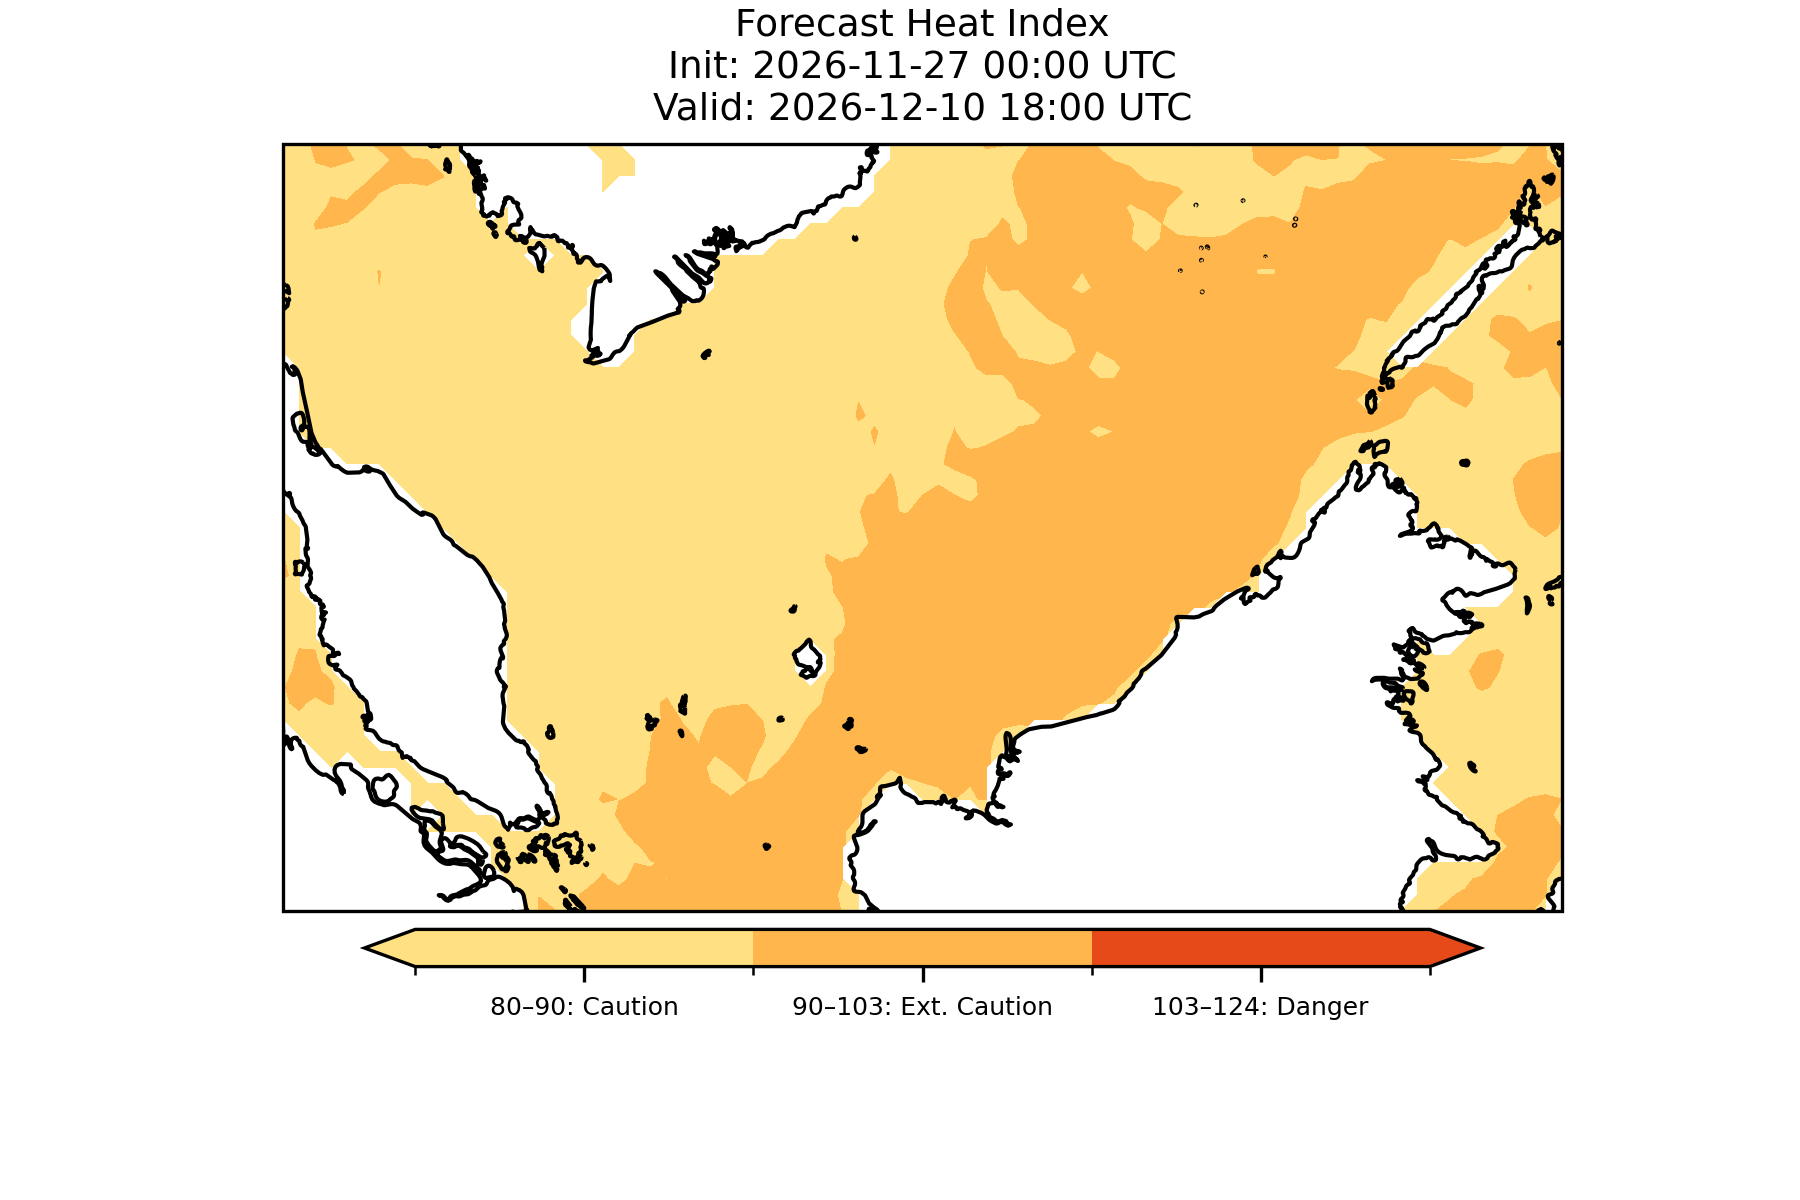 Forecast Heat Index
Init: 2026-11-27 00:00 UTC
Valid: 2026-12-10 18:00 UTC
80–90: Caution
90–103: Ext. Caution
103–124: Danger